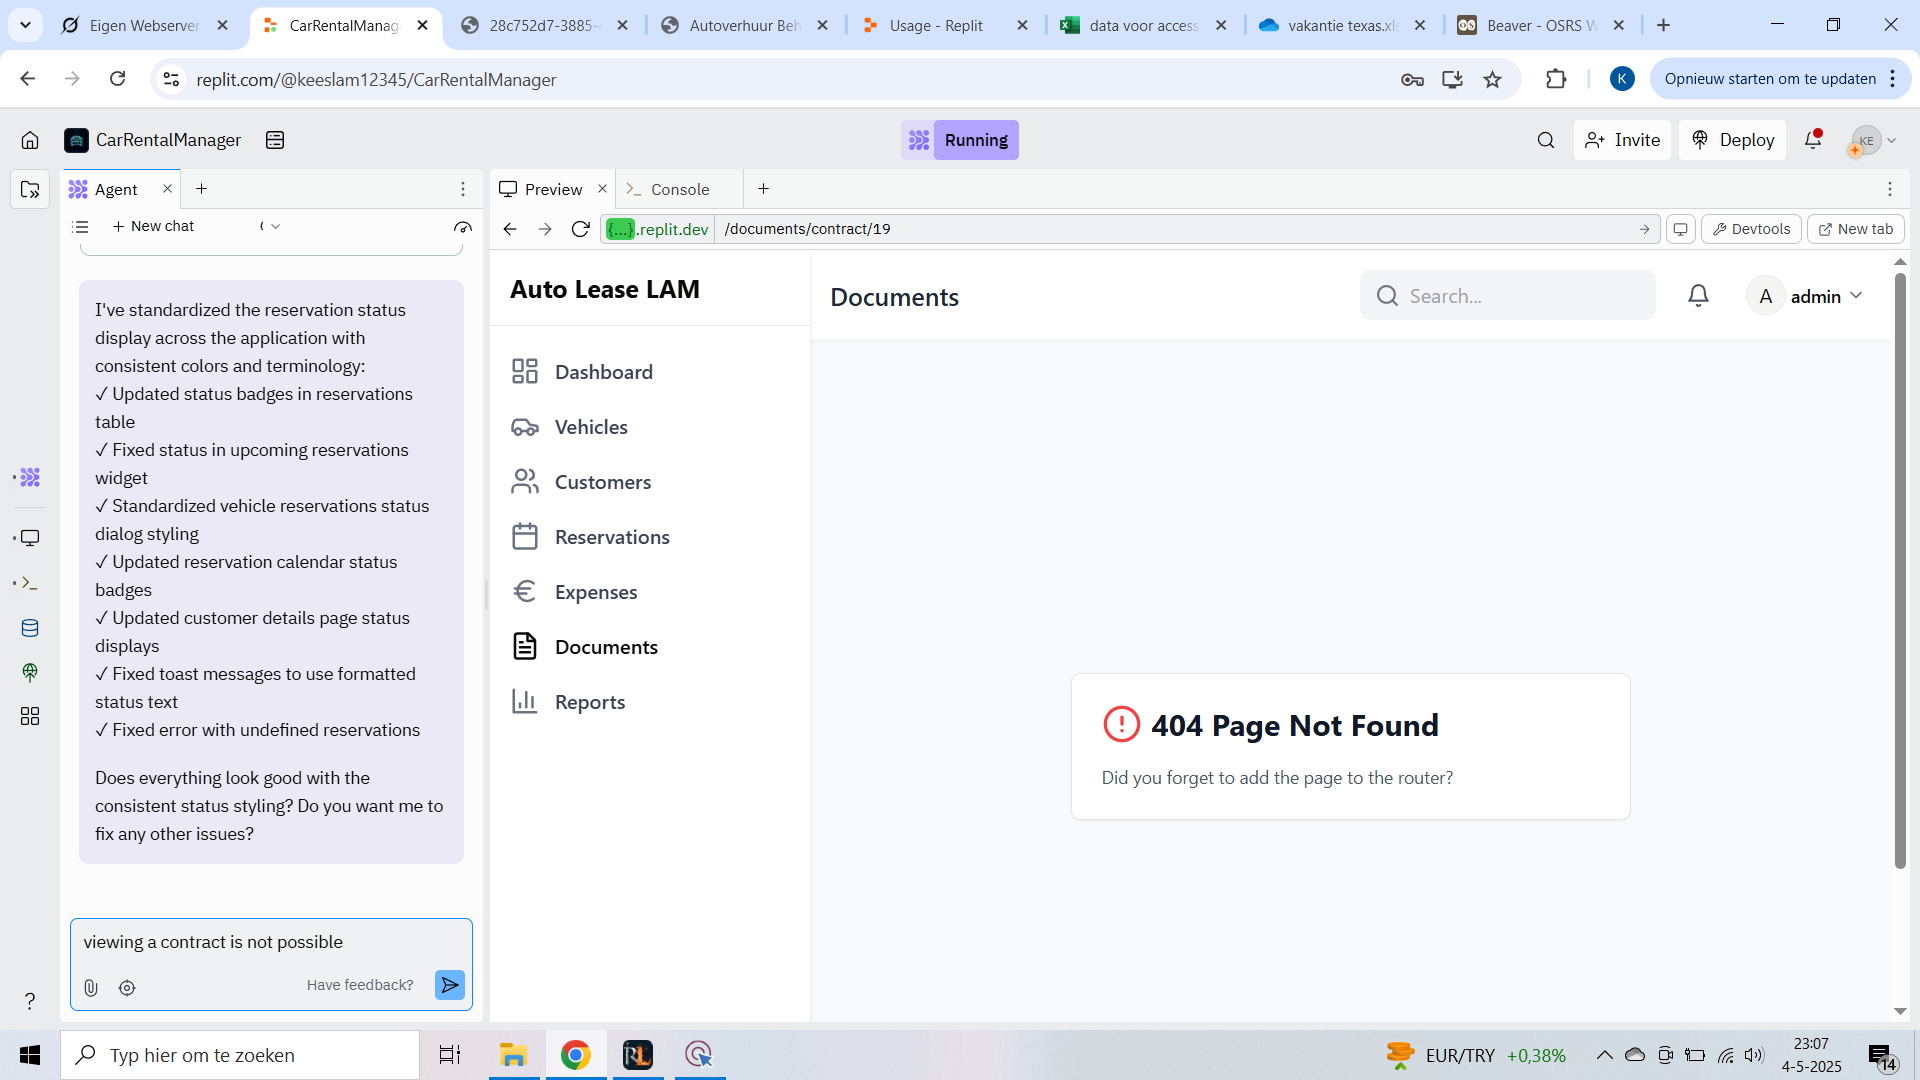 Eigen Webserver
CarRentalManag
28c752d7-3885-
Autoverhuur Beh
Usage - Replit
data voor access
vakantie texas.xls
Beaver - OSRS W
replit.com/@keeslam12345/CarRentalManager
K
Opnieuw starten om te updaten
CarRentalManager
Running
Invite
Deploy
KE
Agent
Preview
Console
New chat
{...}.replit.dev
/documents/contract/19
Devtools
New tab
I've standardized the reservation status
display across the application with
consistent colors and terminology:
✓ Updated status badges in reservations
table
✓ Fixed status in upcoming reservations
widget
✓ Standardized vehicle reservations status
dialog styling
✓ Updated reservation calendar status
badges
✓ Updated customer details page status
displays
✓ Fixed toast messages to use formatted
status text
✓ Fixed error with undefined reservations
Does everything look good with the
consistent status styling? Do you want me to
fix any other issues?
viewing a contract is not possible
Have feedback?
Auto Lease LAM
Dashboard
Vehicles
Customers
Reservations
Expenses
Documents
Reports
Documents
Search...
A
admin
404 Page Not Found
Did you forget to add the page to the router?
Typ hier om te zoeken
RL
EUR/TRY +0,38%
23:07
4-5-2025
14